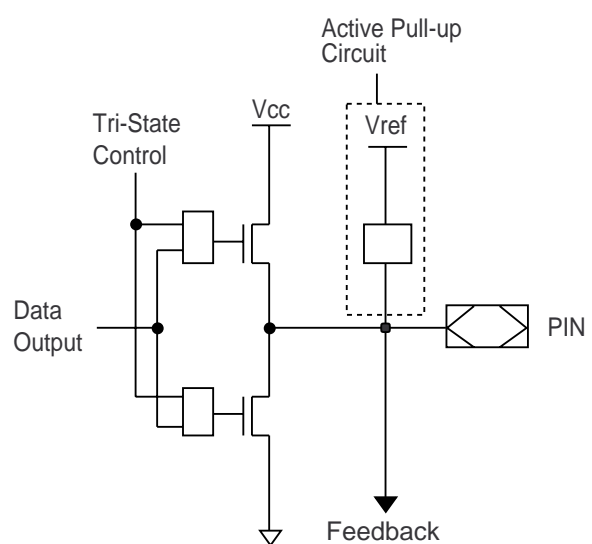 Active Pull-up
Circuit
Vcc
Vref
Tri-State
Control
Data
Output
PIN
Feedback